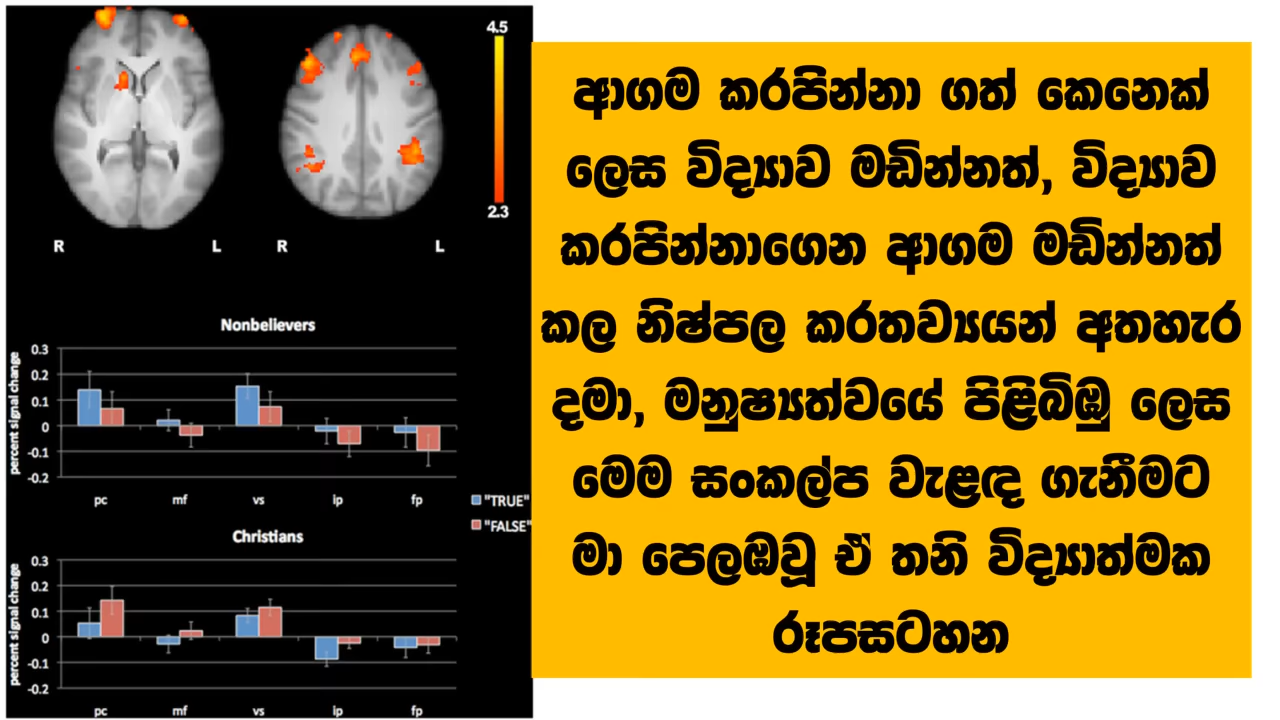 4.5
2.3
R L R L
Nonbelievers
percent signal change
0.3
0.2
0.1
0
-0.1
-0.2
pc mf vs ip fp
"TRUE"
"FALSE"
Christians
percent signal change
0.3
0.2
0.1
0
-0.1
-0.2
pc mf vs ip fp
ආගම කරපින්නා ගත් කෙනෙක්
ලෙස විද්‍යාව මඩින්නත්, විද්‍යාව
කරපින්නාගෙන ආගම මඩින්නත්
කල නිෂ්පල කරතව්‍යයන් අතහැර
දමා, මනුෂ්‍යත්වයේ පිළිබිඹු ලෙස
මෙම සංකල්ප වැළඳ ගැනීමට
මා පෙලඹවූ ඒ තනි විද්‍යාත්මක
රූපසටහන